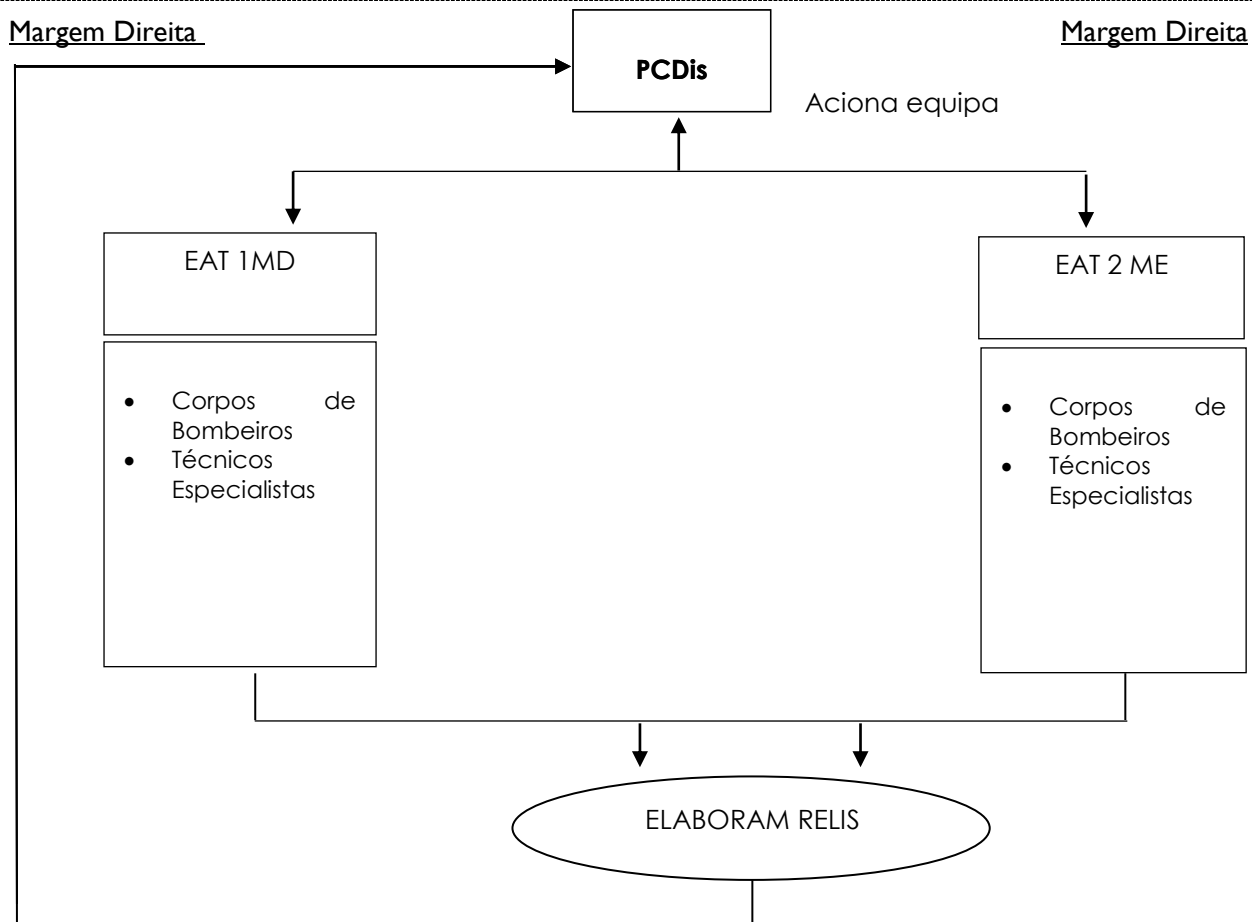 Margem Direita
Margem Direita
PCDis
Aciona equipa
EAT 1MD
EAT 2 ME
• Corpos de
Bombeiros
• Técnicos
Especialistas
• Corpos de
Bombeiros
• Técnicos
Especialistas
ELABORAM RELIS